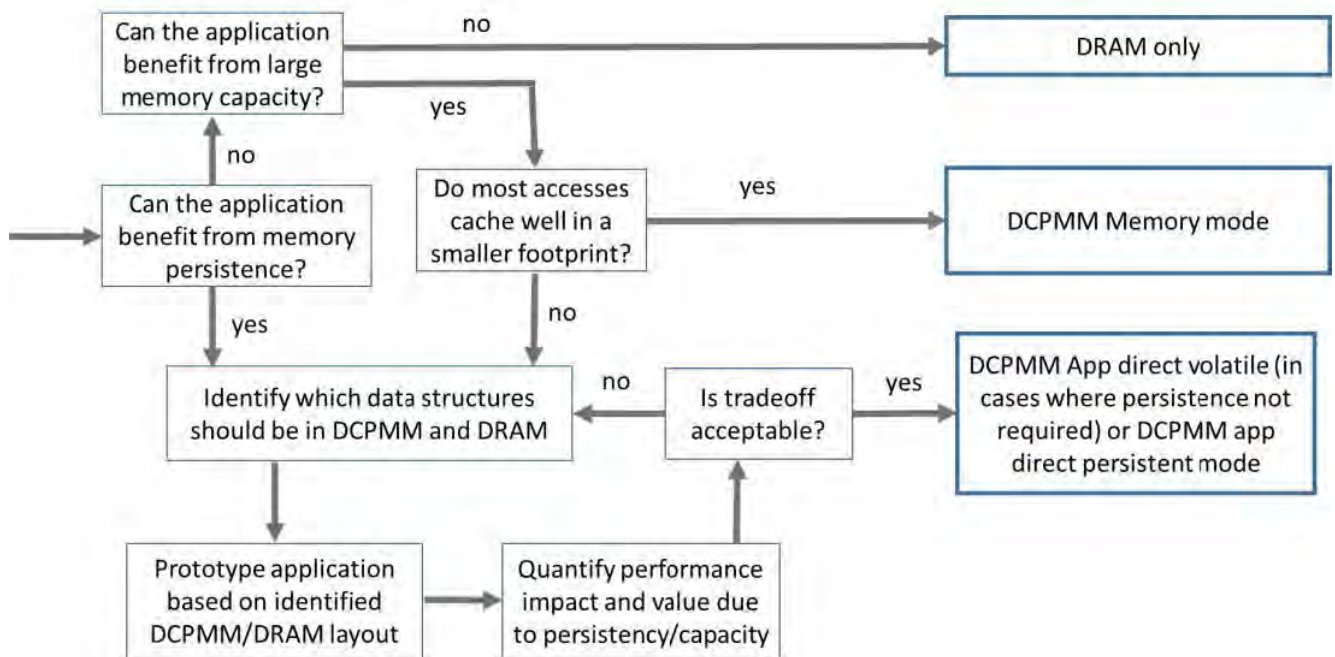 no
Can the application
benefit from large
memory capacity?
DRAM only
yes
no
Do most accesses
cache well in a
smaller footprint?
yes
DCPMM Memory mode
Can the application
benefit from memory
persistence?
yes
no
Identify which data structures
should be in DCPMM and DRAM
no
Is tradeoff
acceptable?
yes
DCPMM App direct volatile (in
cases where persistence not
required) or DCPMM app
direct persistent mode
Prototype application
based on identified
DCPMM/DRAM layout
Quantify performance
impact and value due
to persistency/capacity